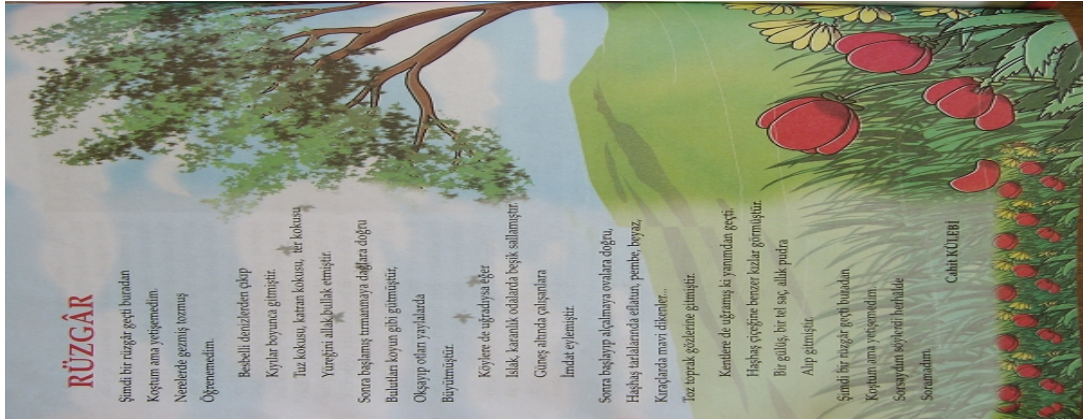 RÜZGÂR
Şimdi bir rüzgâr geçti buradan
Koştum ama yetişemedim.
Nerelerde gezmiş tozmuş
Öğrenemedim.
Besbelli denizlerden çıkıp
Kıyılar boyunca gitmiştir.
Tuz kokusu, katran kokusu, ter kokusu
Yüreğini allak bullak etmiştir.
Sonra başlamış tırmanmaya dağlara doğru
Bulutları koyun gibi gütmüştür,
Okşayıp otları yaylalarda
Büyütmüştür.
Köylere de uğradıysa eğer
Islak, karanlık odalarda beşik sallamıştır.
Güneş altında çalışanlara
İmdat eylemiştir.
Sonra başlayıp alçalmaya ovalara doğru,
Haşhaş tarlalarında eflatun, pembe, beyaz,
Kıraçlarda mavi dikenler...
Toz toprak gözlerine gitmiştir.
Kentlere de uğramış ki yanımdan geçti.
Haşhaş çiçeğine benzer kızlar görmüştür.
Bir gülüş, bir tel saç, allık pudra
Alıp gitmiştir.
Şimdi bir rüzgâr geçti buradan
Koştum ama yetişemedim.
Sorsaydım söylerdi herhâlde
Soramadım.
Cahit KÜLEBİ